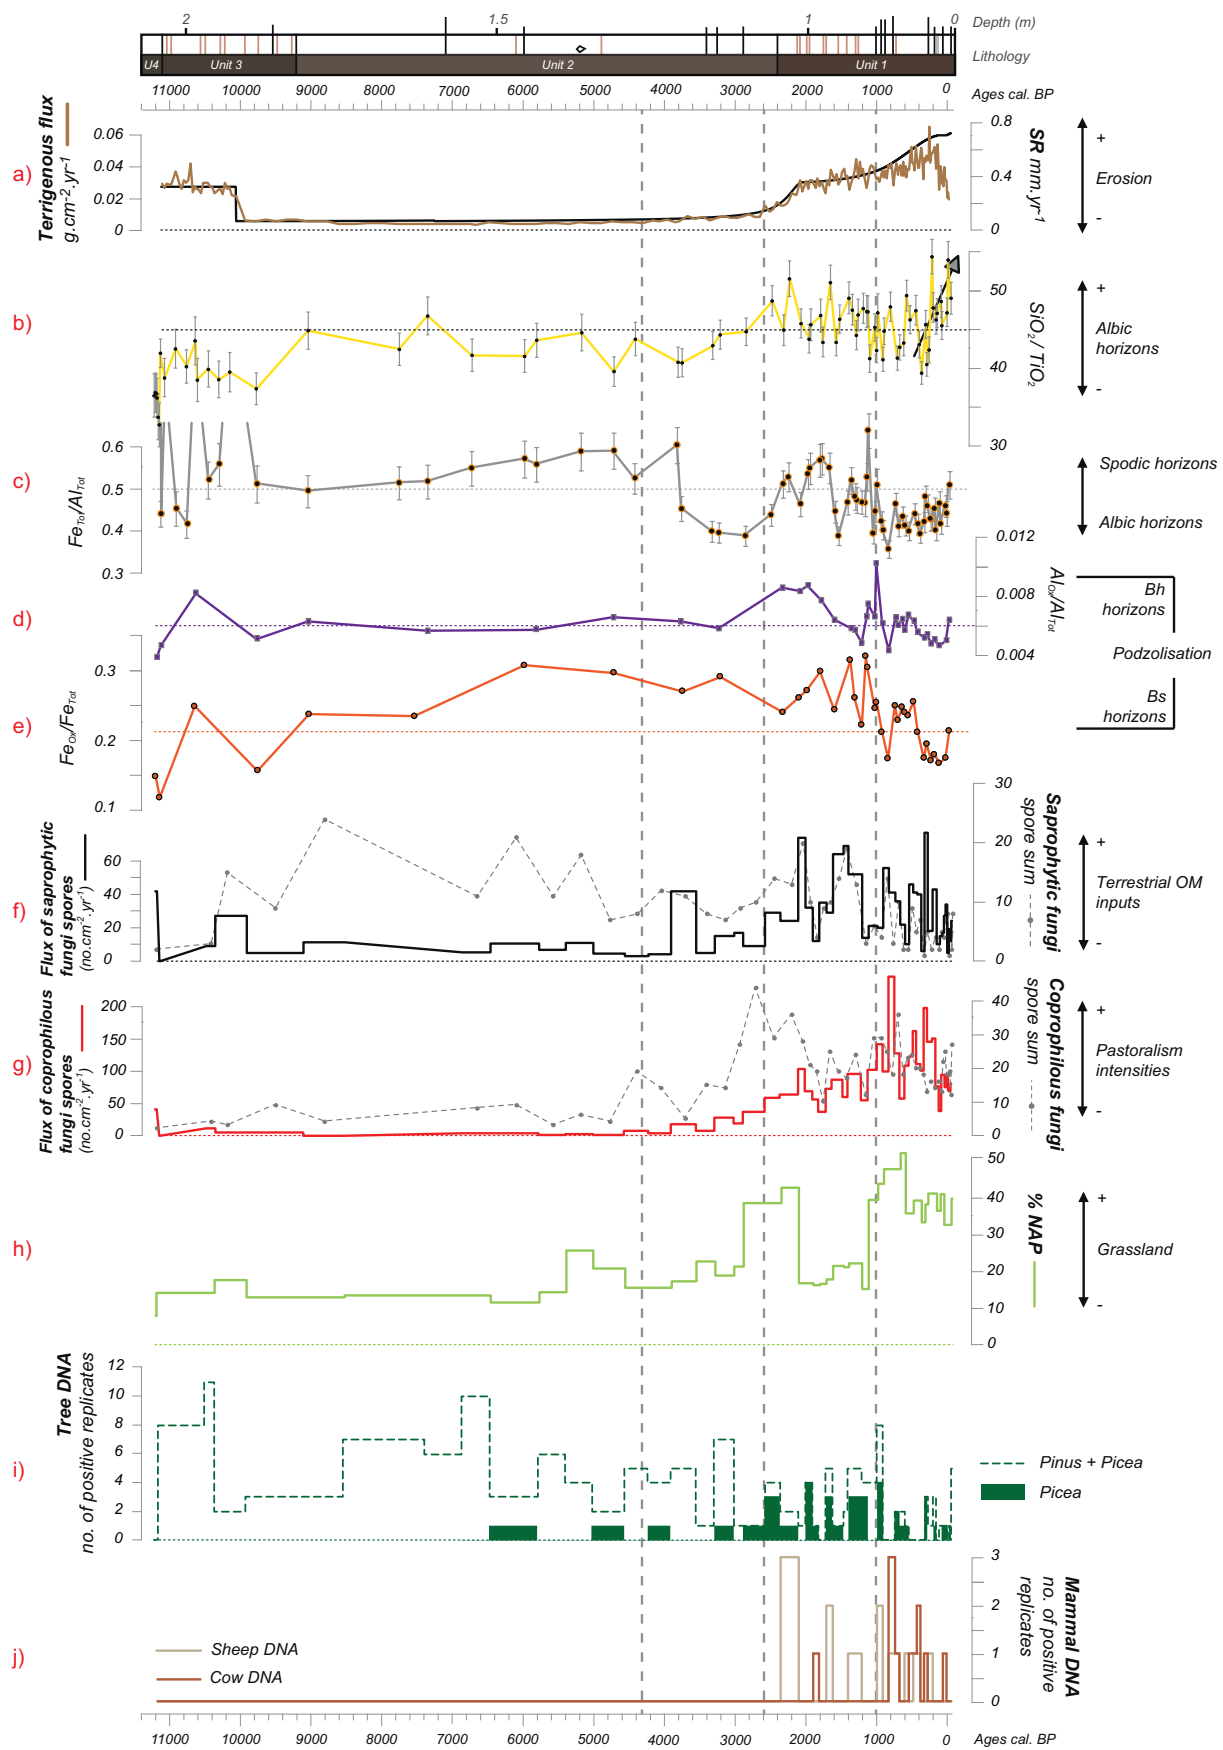 2 1.5 1 0 Depth (m)
U4 Unit 3 Unit 2 Unit 1 Lithology
11000 10000 9000 8000 7000 6000 5000 4000 3000 2000 1000 0 Ages cal. BP
a)
Terrigenous flux
g.cm-2.yr-1
0.06
0.04
0.02
0
0.8
0.4
0
SR mm.yr-1
+
Erosion
-
b)
50
40
30
SiO2 / TiO2
+
Albic
horizons
-
c)
FeTot/AlTot
0.6
0.5
0.4
0.3
Spodic horizons
Albic horizons
d)
0.012
0.008
0.004
AlOx/AlTot
Bh
horizons
Podzolisation
Bs
horizons
e)
FeOx/FeTot
0.3
0.2
0.1
f)
Flux of saprophytic
fungi spores
(no.cm-2.yr-1)
60
40
20
0
30
20
10
0
Saprophytic fungi
spore sum
+
Terrestrial OM
inputs
-
g)
Flux of coprophilous
fungi spores
(no.cm-2.yr-1)
200
150
100
50
0
40
30
20
10
0
Coprophilous fungi
spore sum
+
Pastoralism
intensities
-
h)
50
40
30
20
10
0
% NAP
+
Grassland
-
i)
Tree DNA
no. of positive replicates
12
10
8
6
4
2
0
Pinus + Picea
Picea
j)
Sheep DNA
Cow DNA
3
2
1
0
Mammal DNA
no. of positive
replicates
11000 10000 9000 8000 7000 6000 5000 4000 3000 2000 1000 0 Ages cal. BP